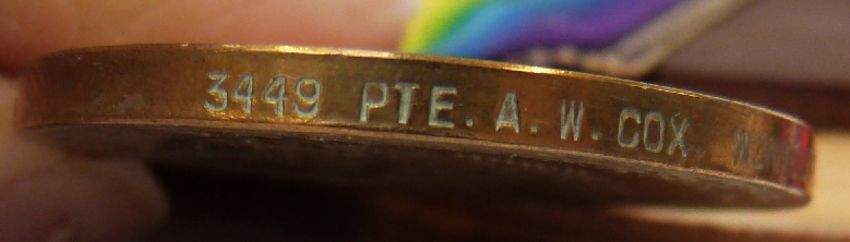 3449 PTE. A. W. COX.